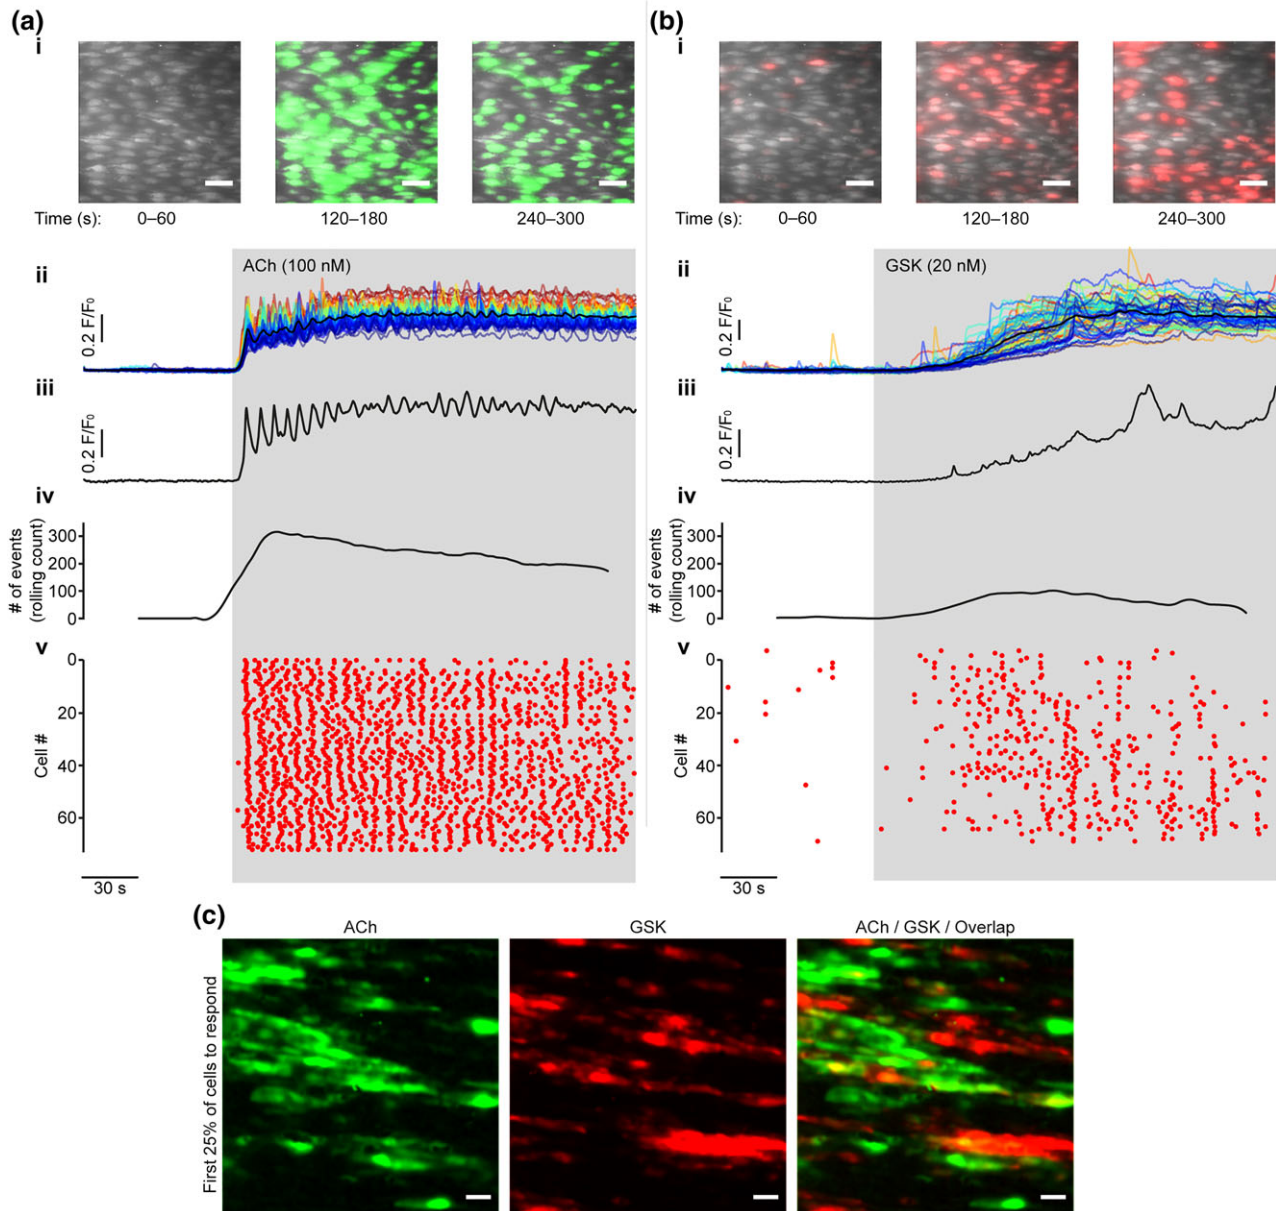 (a)
i
Time (s): 0–60 120–180 240–300
ii
ACh (100 nM)
0.2 F/F₀
iii
0.2 F/F₀
iv
# of events
(rolling count)
300
200
100
0
v
Cell #
0
20
40
60
30 s
(b)
i
Time (s): 0–60 120–180 240–300
ii
GSK (20 nM)
0.2 F/F₀
iii
0.2 F/F₀
iv
# of events
(rolling count)
300
200
100
0
v
Cell #
0
20
40
60
30 s
(c)
ACh GSK ACh / GSK / Overlap
First 25% of cells to respond